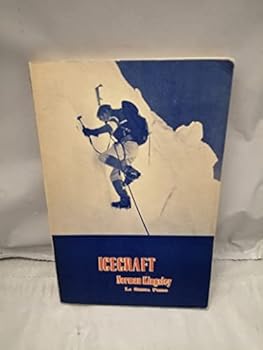 ICECRAFT
Norman Kingsley
La Siesta Press